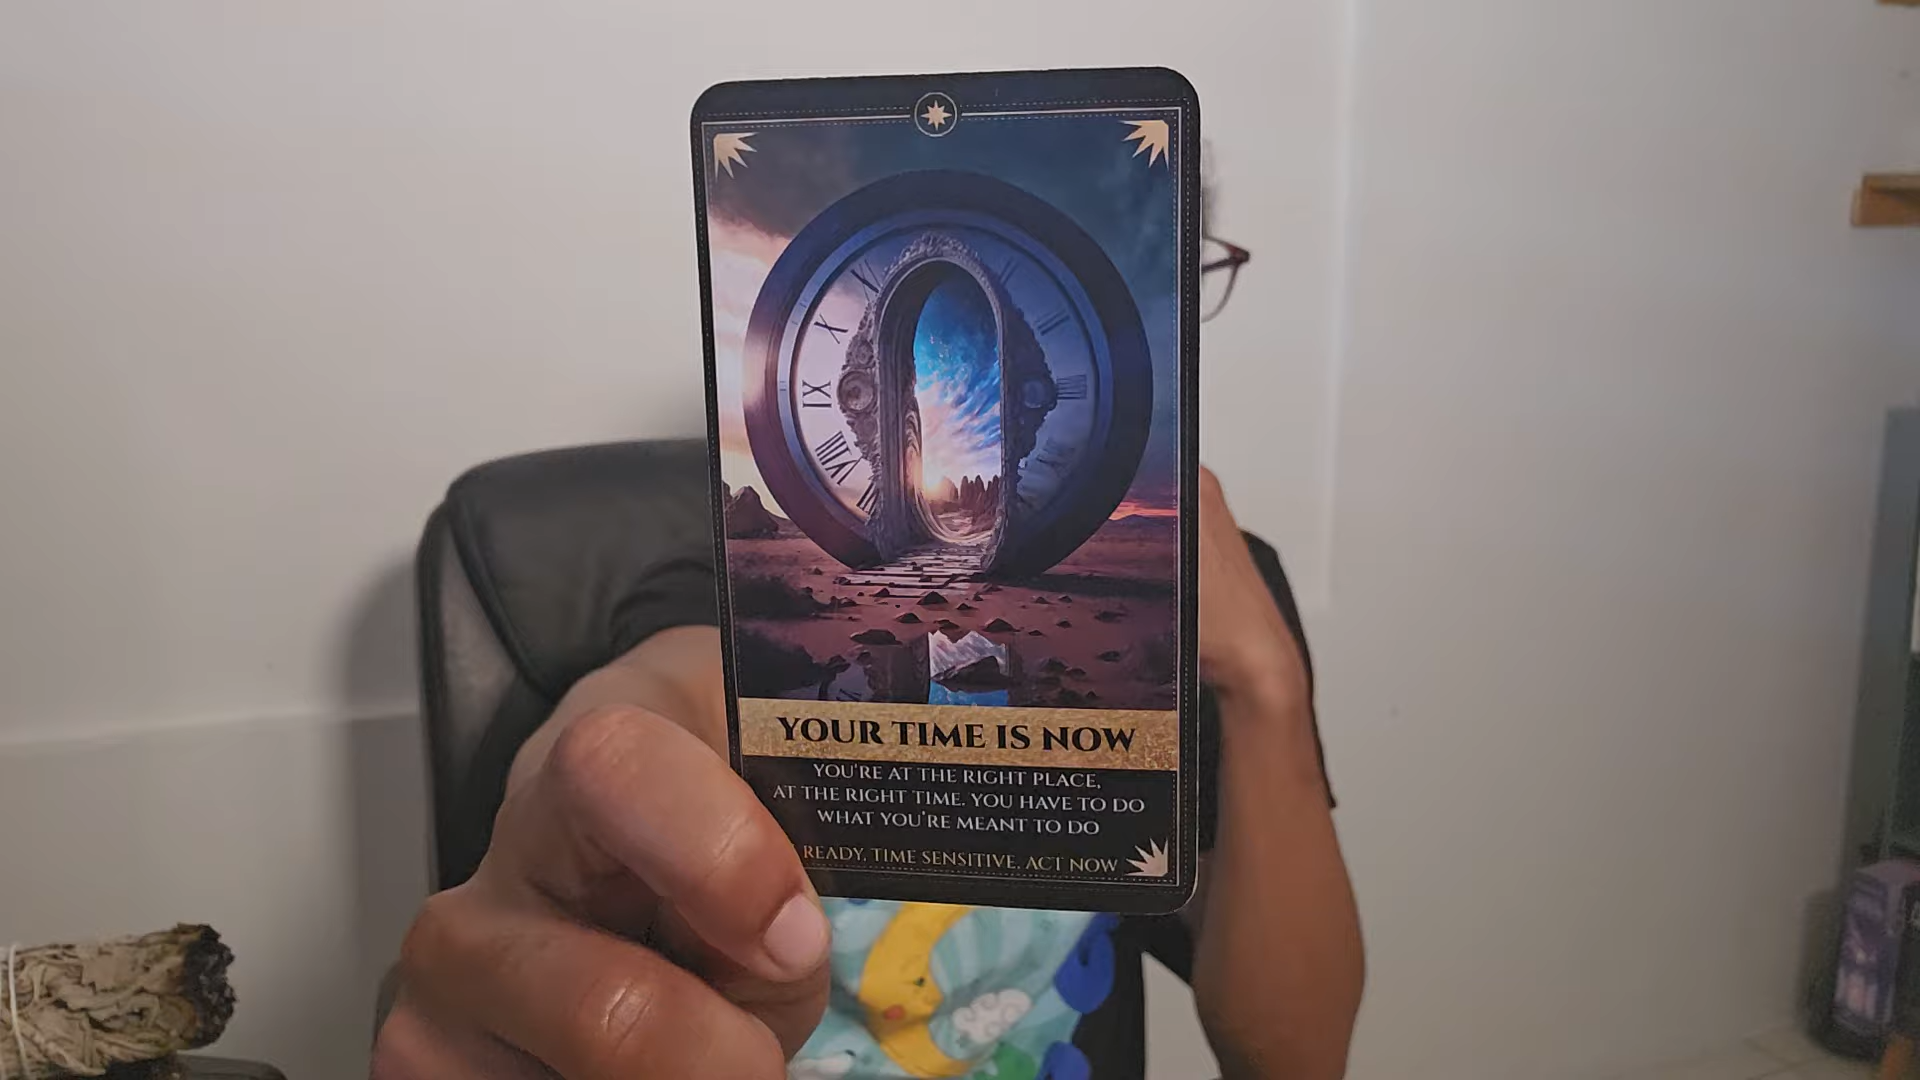 YOUR TIME IS NOW
YOU'RE AT THE RIGHT PLACE,
AT THE RIGHT TIME. YOU HAVE TO DO
WHAT YOU'RE MEANT TO DO
READY, TIME SENSITIVE, ACT NOW